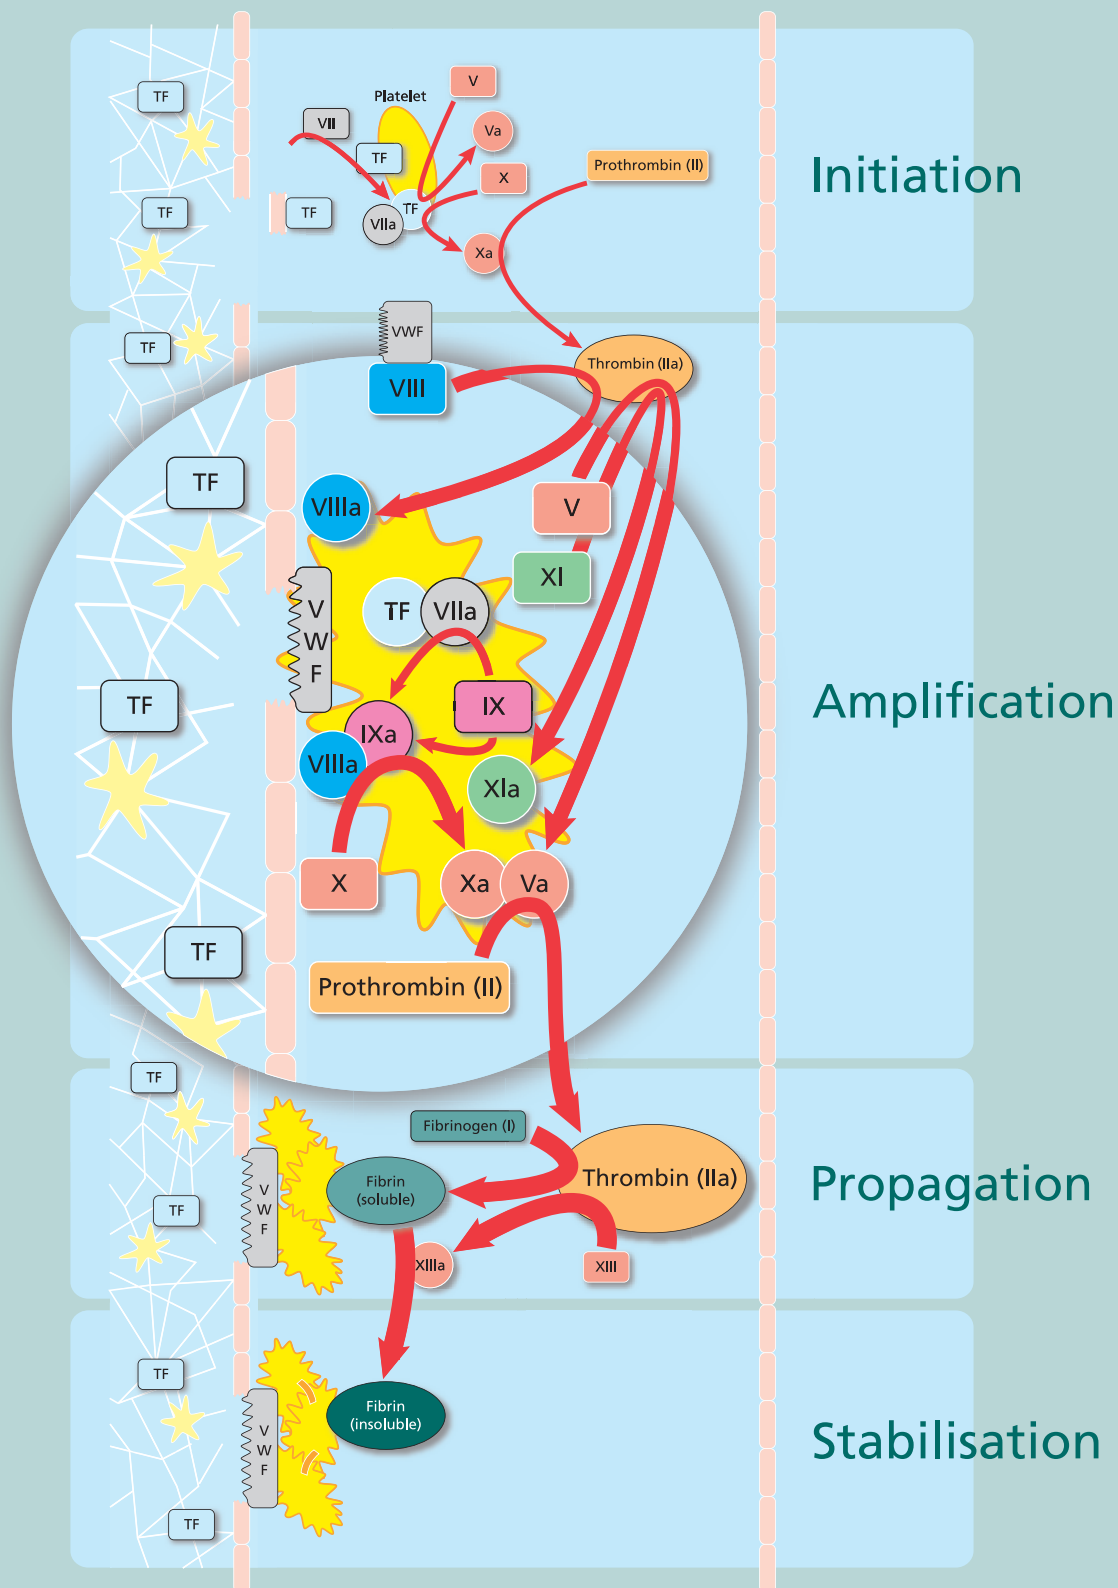 V
Platelet
TF
VII
Va
TF
Prothrombin (II)
X
Initiation
TF
TF
TF
VIIa
Xa
VWF
TF
Thrombin (IIa)
VIII
TF
VIIIa
V
XI
TF
VIIa
V
W
F
TF
IX
Amplification
IXa
VIIIa
XIa
X
Xa
Va
TF
Prothrombin (II)
TF
Fibrinogen (I)
Thrombin (IIa)
Propagation
Fibrin
(soluble)
V
W
F
TF
XIIIa
XIII
TF
Fibrin
(insoluble)
V
W
F
Stabilisation
TF